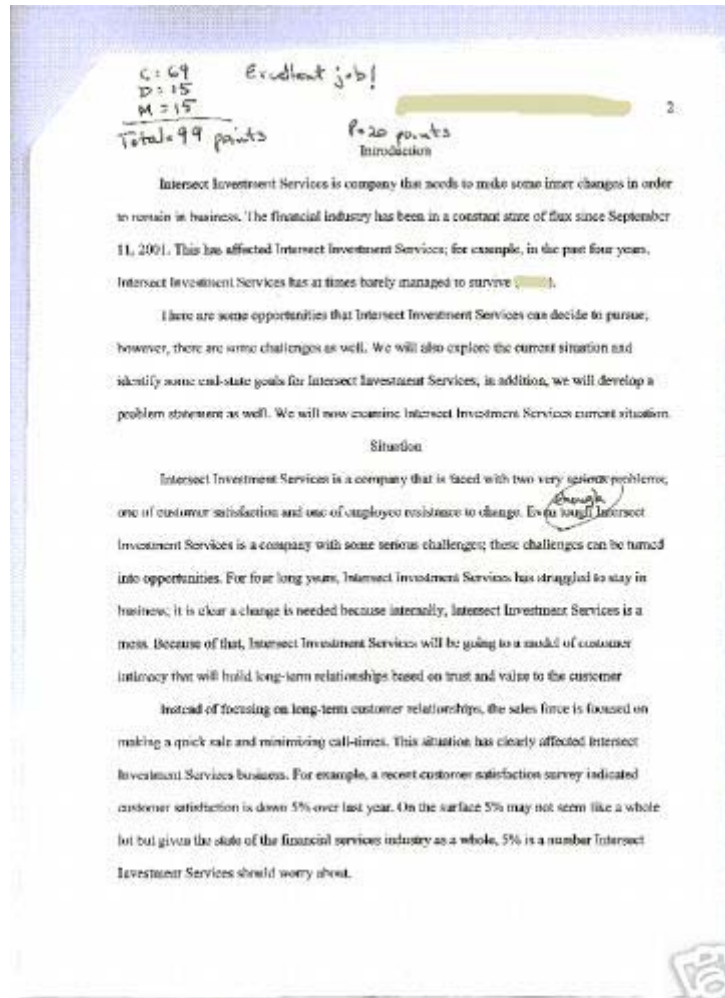 C = 69 Excellent job!
D = 15
M = 15
2
Total = 99 points P = 20 points
Introduction
Intersect Investment Services is company that needs to make some inner changes in order
to remain in business. The financial industry has been in a constant state of flux since September
11, 2001. This has affected Intersect Investment Services; for example, in the past four years,
Intersect Investment Services has at times barely managed to survive ( ).
There are some opportunities that Intersect Investment Services can decide to pursue;
however, there are some challenges as well. We will also explore the current situation and
identify some end-state goals for Intersect Investment Services; in addition, we will develop a
problem statement as well. We will now examine Intersect Investment Services current situation.
Situation
Intersect Investment Services is a company that is faced with two very serious problems;
though
one of customer satisfaction and one of employee resistance to change. Even tough Intersect
Investment Services is a company with some serious challenges; these challenges can be turned
into opportunities. For four long years, Intersect Investment Services has struggled to stay in
business; it is clear a change is needed because internally, Intersect Investment Services is a
mess. Because of that, Intersect Investment Services will be going to a model of customer
intimacy that will build long-term relationships based on trust and value to the customer
Instead of focusing on long-term customer relationships, the sales force is focused on
making a quick sale and minimizing call-times. This situation has clearly affected Intersect
Investment Services business. For example, a recent customer satisfaction survey indicated
customer satisfaction is down 5% over last year. On the surface 5% may not seem like a whole
lot but given the state of the financial services industry as a whole, 5% is a number Intersect
Investment Services should worry about.